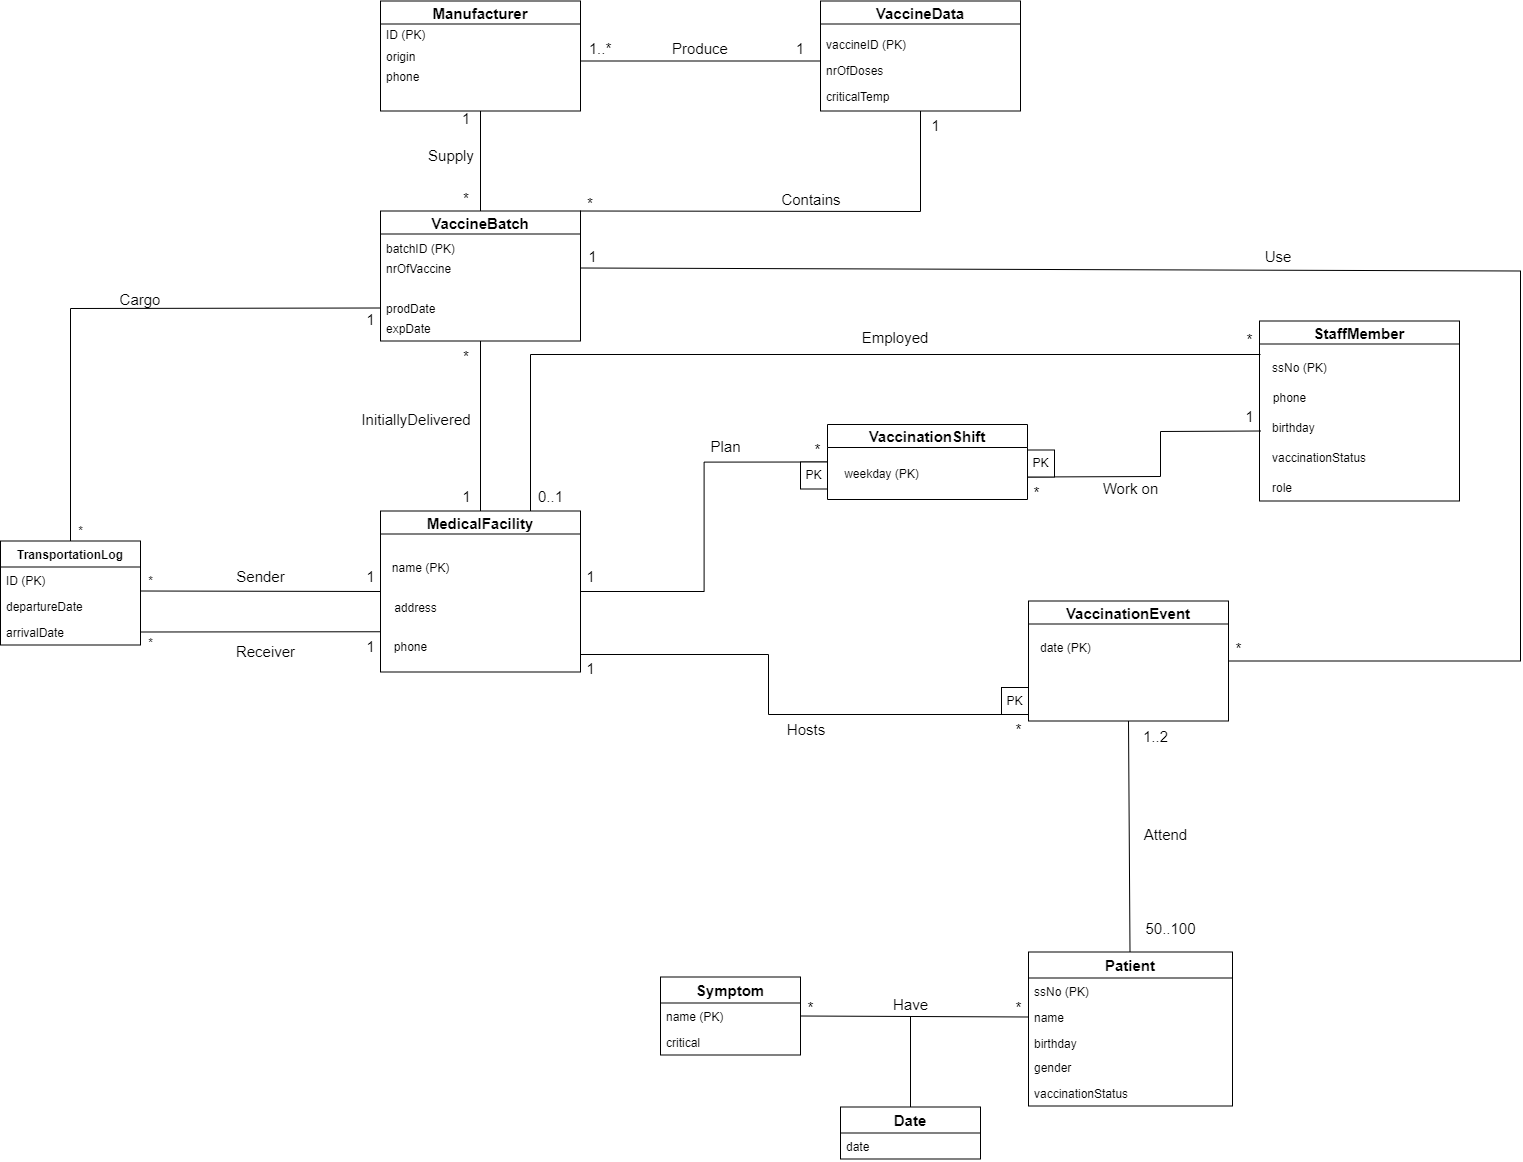 Manufacturer
ID (PK)
origin
phone
1..*
Produce
1
VaccineData
vaccineID (PK)
nrOfDoses
criticalTemp
1
Supply
*
1
*
Contains
VaccineBatch
batchID (PK)
nrOfVaccine
prodDate
expDate
1
Use
Cargo
1
*
Employed
*
StaffMember
ssNo (PK)
phone
birthday
vaccinationStatus
role
InitiallyDelivered
1
0..1
Plan
*
PK
VaccinationShift
weekday (PK)
PK
*
Work on
1
*
TransportationLog
ID (PK)
departureDate
arrivalDate
*
Sender
1
*
Receiver
1
MedicalFacility
name (PK)
address
phone
1
1
Hosts
PK
*
VaccinationEvent
date (PK)
*
1..2
Attend
50..100
Patient
ssNo (PK)
name
birthday
gender
vaccinationStatus
Symptom
name (PK)
critical
*
Have
*
Date
date